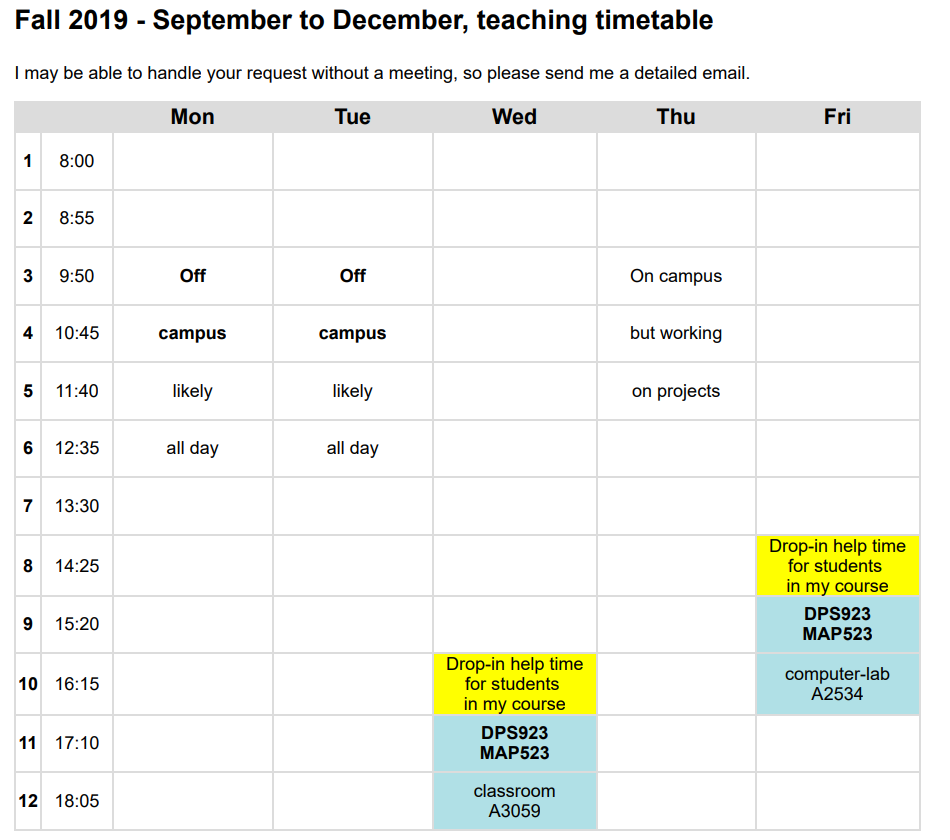 Fall 2019 - September to December, teaching timetable
I may be able to handle your request without a meeting, so please send me a detailed email.
Mon Tue Wed Thu Fri
1 8:00
2 8:55
3 9:50 Off Off On campus
4 10:45 campus campus but working
5 11:40 likely likely on projects
6 12:35 all day all day
7 13:30
8 14:25 Drop-in help time
for students
in my course
9 15:20 DPS923
MAP523
10 16:15 Drop-in help time
for students
in my course
computer-lab
A2534
11 17:10 DPS923
MAP523
12 18:05 classroom
A3059